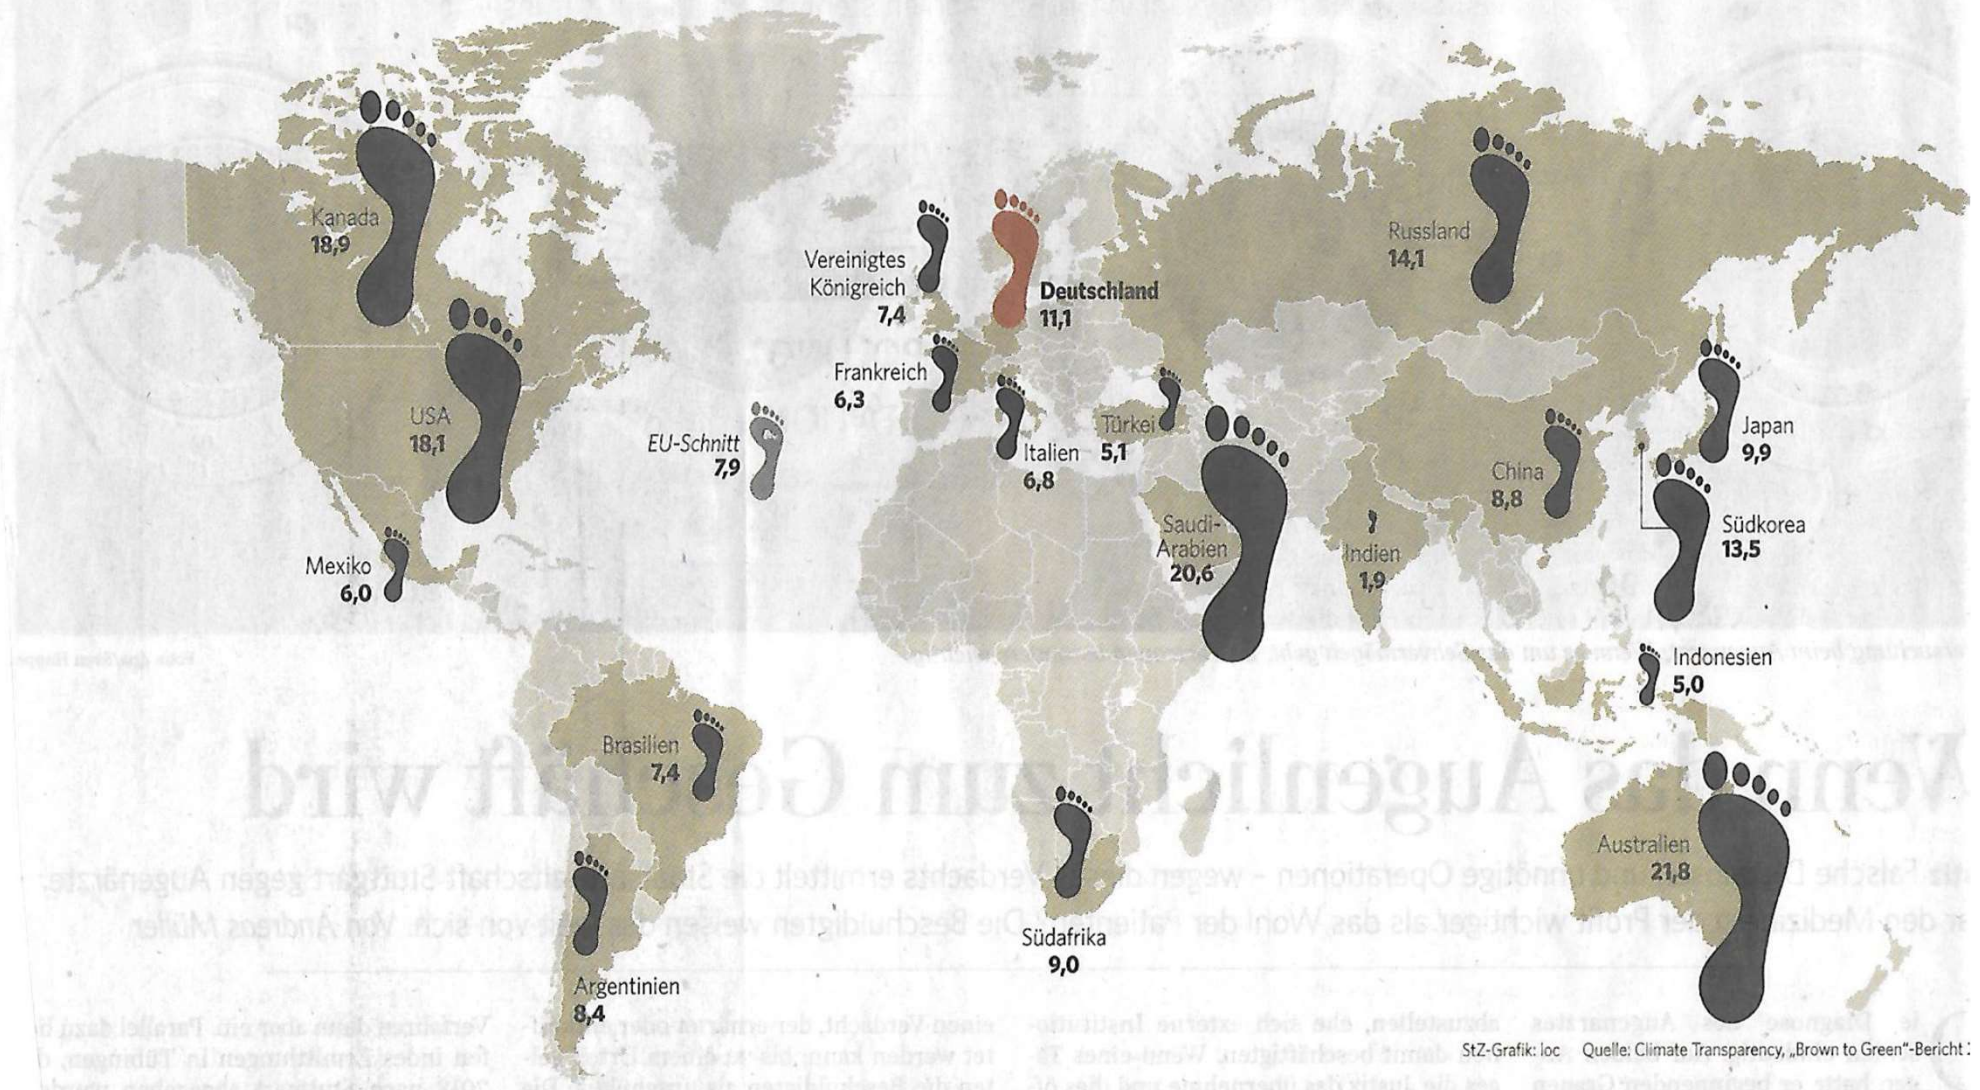 Kanada
18,9
USA
18,1
Mexiko
6,0
EU-Schnitt
7,9
Vereinigtes
Königreich
7,4
Deutschland
11,1
Frankreich
6,3
Italien
6,8
Türkei
5,1
Russland
14,1
Saudi-
Arabien
20,6
Indien
1,9
China
8,8
Japan
9,9
Südkorea
13,5
Indonesien
5,0
Brasilien
7,4
Argentinien
8,4
Südafrika
9,0
Australien
21,8
StZ-Grafik: loc Quelle: Climate Transparency, „Brown to Green“-Bericht